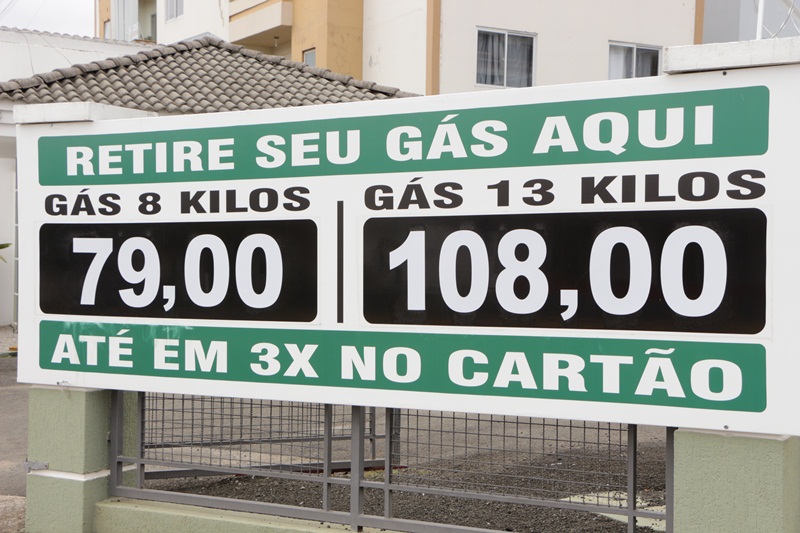 RETIRE SEU GÁS AQUI
GÁS 8 KILOS
79,00
GÁS 13 KILOS
108,00
ATÉ EM 3X NO CARTÃO